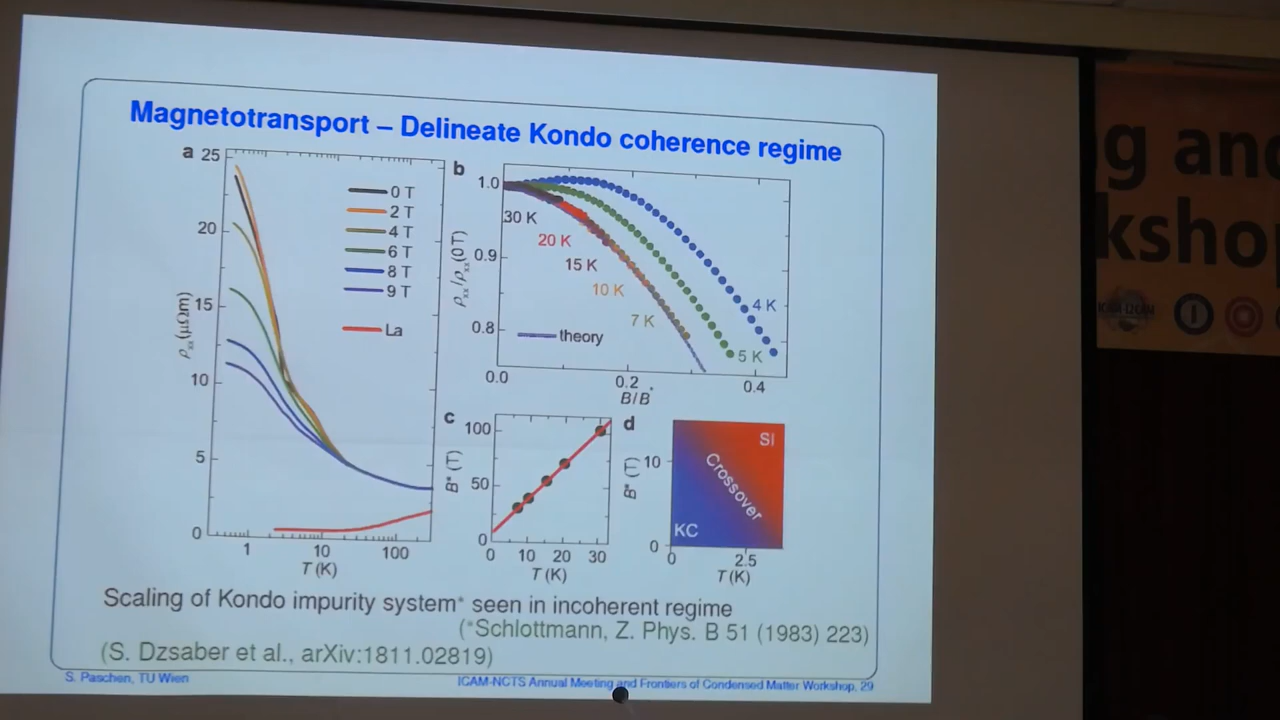 Magnetotransport – Delineate Kondo coherence regime
a
25
20
15
10
5
0
ρxx(μΩm)
0 T
2 T
4 T
6 T
8 T
9 T
La
1
10
100
T (K)
b
1.0
0.9
0.8
ρxx/ρxx(0T)
30 K
20 K
15 K
10 K
7 K
4 K
5 K
theory
0.0
0.2
0.4
B/B*
c
100
50
0
B* (T)
0
10
20
30
T (K)
d
10
0
B* (T)
SI
Crossover
KC
0
2.5
T (K)
Scaling of Kondo impurity system* seen in incoherent regime
(*Schlottmann, Z. Phys. B 51 (1983) 223)
(S. Dzsaber et al., arXiv:1811.02819)
S. Paschen, TU Wien
ICAM-NCTS Annual Meeting and Frontiers of Condensed Matter Workshop, 29
g and
ksho